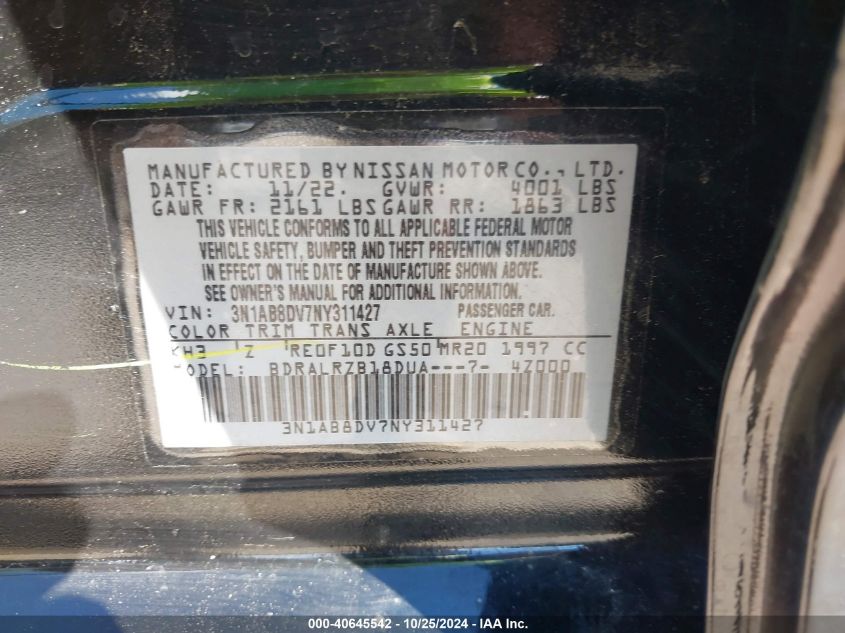 MANUFACTURED BY NISSAN MOTOR CO., LTD.
DATE: 11/22. GVWR: 4001 LBS
GAWR FR: 2161 LBS GAWR RR: 1863 LBS
THIS VEHICLE CONFORMS TO ALL APPLICABLE FEDERAL MOTOR
VEHICLE SAFETY, BUMPER AND THEFT PREVENTION STANDARDS
IN EFFECT ON THE DATE OF MANUFACTURE SHOWN ABOVE.
SEE OWNER'S MANUAL FOR ADDITIONAL INFORMATION.
VIN: 3N1AB8DV7NY311427 PASSENGER CAR.
COLOR TRIM TRANS AXLE ENGINE
KH3 Z RE0F10D GS50 MR20 1997 CC
MODEL: BDRALRZB18DUA---7- 4Z000
3N1AB8DV7NY311427
000-40645542 - 10/25/2024 - IAA Inc.